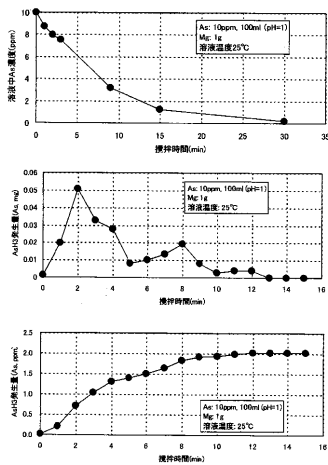 10
8
6
4
2
0
溶液中As濃度(ppm)
As: 10ppm, 100ml (pH=1)
Mg: 1g
溶液温度25℃
0 5 10 15 20 25 30 35
攪拌時間(min)
0.06
0.05
0.04
0.03
0.02
0.01
0
AsH3発生量(As, mg)
As: 10ppm, 100ml (pH=1)
Mg: 1g
溶液温度: 25℃
0 2 4 6 8 10 12 14 16
攪拌時間(min)
2.5
2.0
1.5
1.0
0.5
0.0
AsH3発生量(As, ppm)
As: 10ppm, 100ml (pH=1)
Mg: 1g
溶液温度: 25℃
0 2 4 6 8 10 12 14 16
攪拌時間(min)